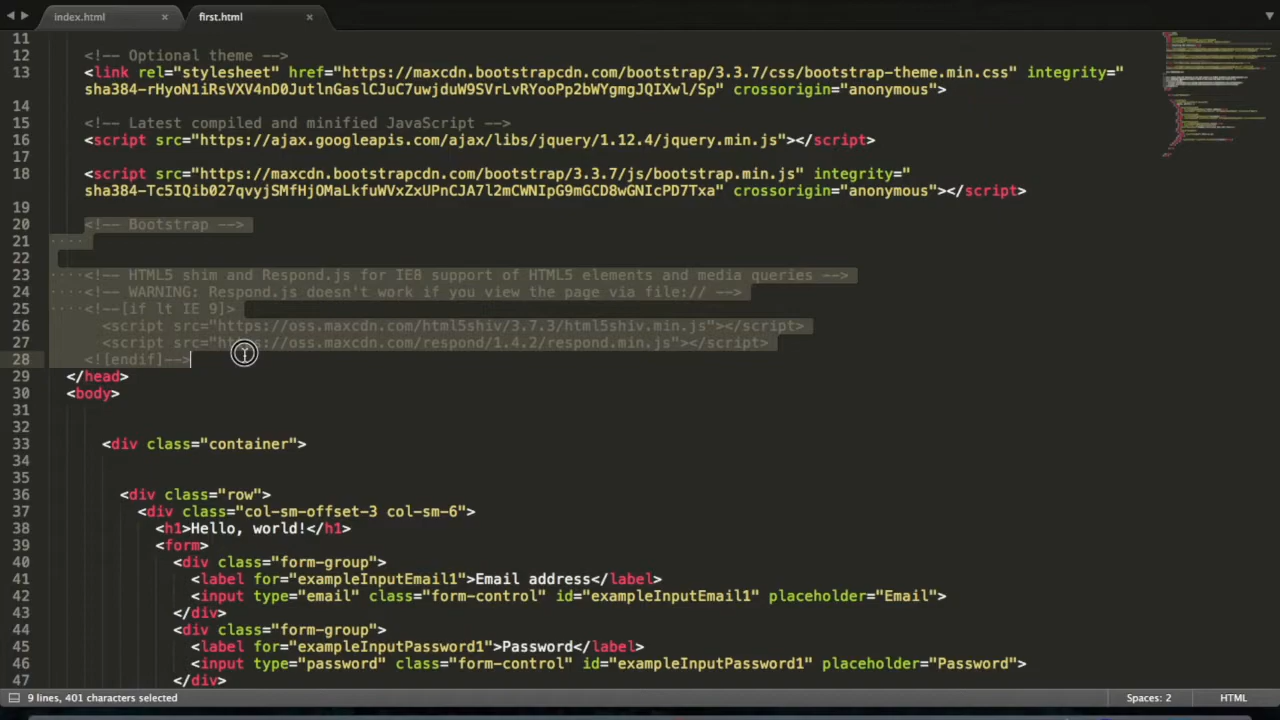 index.html × first.html ×
11
12 <!-- Optional theme -->
13 <link rel="stylesheet" href="https://maxcdn.bootstrapcdn.com/bootstrap/3.3.7/css/bootstrap-theme.min.css" integrity="
sha384-rHyoN1iRsVXV4nD0JutlnGaslCJuC7uwjduW9SVrLvRYooPp2bWYgmgJQIXwl/Sp" crossorigin="anonymous">
14
15 <!-- Latest compiled and minified JavaScript -->
16 <script src="https://ajax.googleapis.com/ajax/libs/jquery/1.12.4/jquery.min.js"></script>
17
18 <script src="https://maxcdn.bootstrapcdn.com/bootstrap/3.3.7/js/bootstrap.min.js" integrity="
sha384-Tc5IQib027qvyjSMfHjOMaLkfuWVxZxUPnCJA7l2mCWNIpG9mGCD8wGNIcPD7Txa" crossorigin="anonymous"></script>
19
20 <!-- Bootstrap -->
21
22
23 <!-- HTML5 shim and Respond.js for IE8 support of HTML5 elements and media queries -->
24 <!-- WARNING: Respond.js doesn't work if you view the page via file:// -->
25 <!--[if lt IE 9]>
26 <script src="https://oss.maxcdn.com/html5shiv/3.7.3/html5shiv.min.js"></script>
27 <script src="https://oss.maxcdn.com/respond/1.4.2/respond.min.js"></script>
28 <![endif]-->
29 </head>
30 <body>
31
32
33 <div class="container">
34
35
36 <div class="row">
37 <div class="col-sm-offset-3 col-sm-6">
38 <h1>Hello, world!</h1>
39 <form>
40 <div class="form-group">
41 <label for="exampleInputEmail1">Email address</label>
42 <input type="email" class="form-control" id="exampleInputEmail1" placeholder="Email">
43 </div>
44 <div class="form-group">
45 <label for="exampleInputPassword1">Password</label>
46 <input type="password" class="form-control" id="exampleInputPassword1" placeholder="Password">
47 </div>
9 lines, 401 characters selected Spaces: 2 HTML